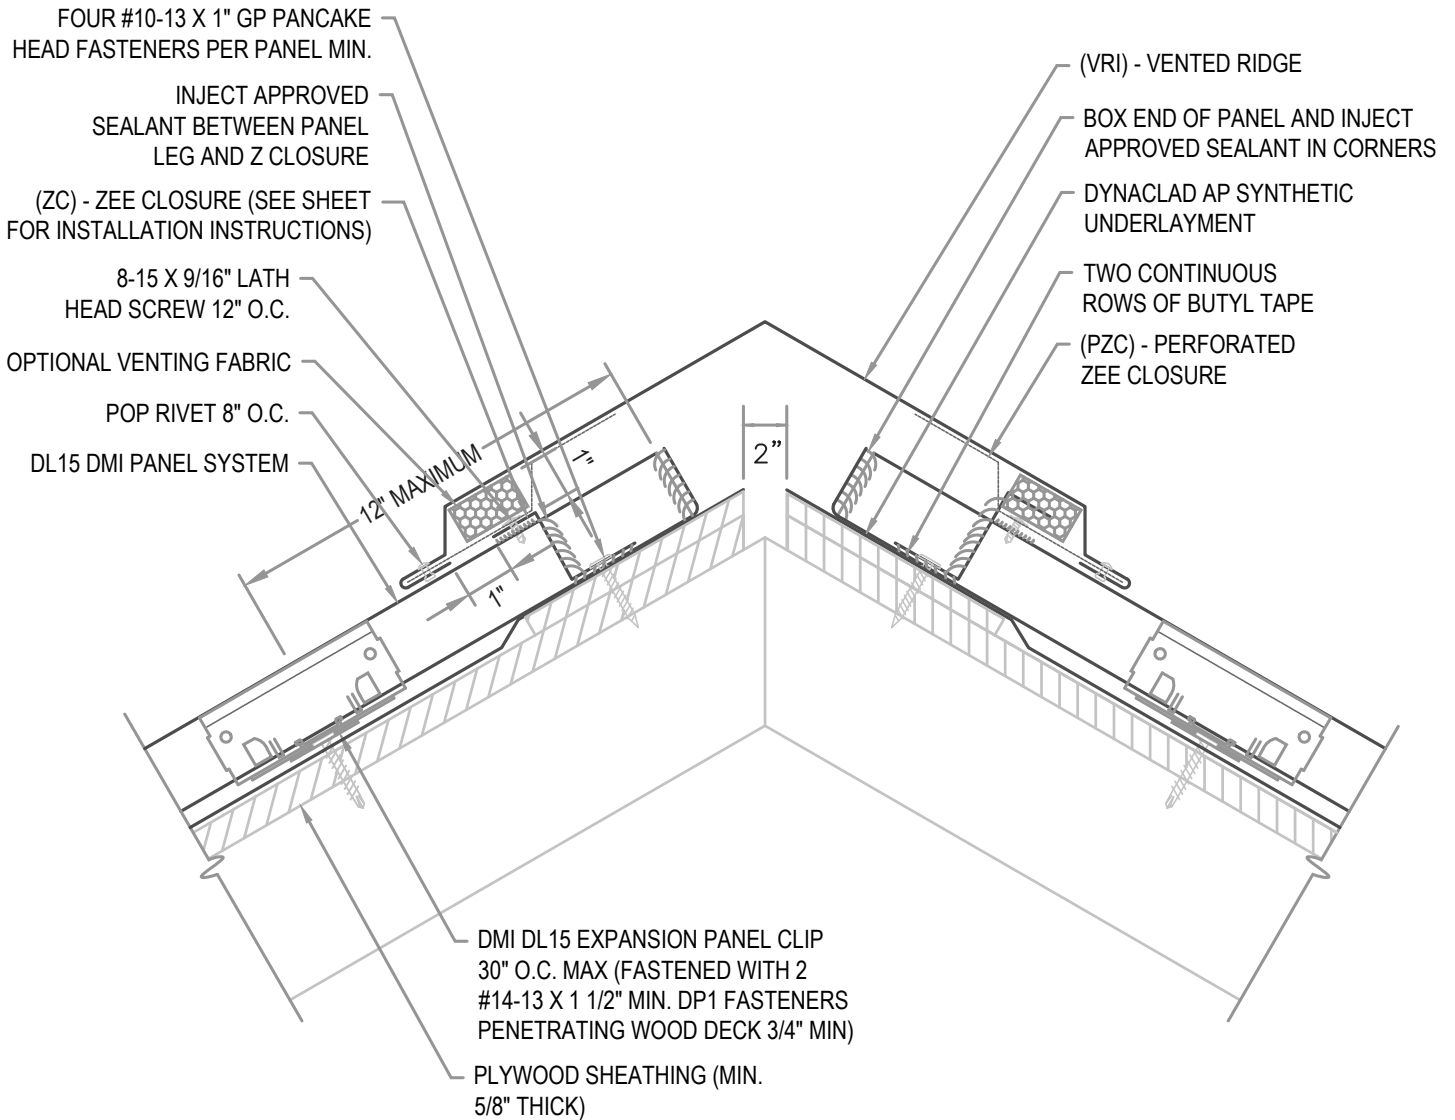 FOUR #10-13 X 1" GP PANCAKE
HEAD FASTENERS PER PANEL MIN.
INJECT APPROVED
SEALANT BETWEEN PANEL
LEG AND Z CLOSURE
(ZC) - ZEE CLOSURE (SEE SHEET
FOR INSTALLATION INSTRUCTIONS)
8-15 X 9/16" LATH
HEAD SCREW 12" O.C.
OPTIONAL VENTING FABRIC
POP RIVET 8" O.C.
DL15 DMI PANEL SYSTEM
(VRI) - VENTED RIDGE
BOX END OF PANEL AND INJECT
APPROVED SEALANT IN CORNERS
DYNACLAD AP SYNTHETIC
UNDERLAYMENT
TWO CONTINUOUS
ROWS OF BUTYL TAPE
(PZC) - PERFORATED
ZEE CLOSURE
12" MAXIMUM
1"
2”
1"
DMI DL15 EXPANSION PANEL CLIP
30" O.C. MAX (FASTENED WITH 2
#14-13 X 1 1/2" MIN. DP1 FASTENERS
PENETRATING WOOD DECK 3/4" MIN)
PLYWOOD SHEATHING (MIN.
5/8" THICK)